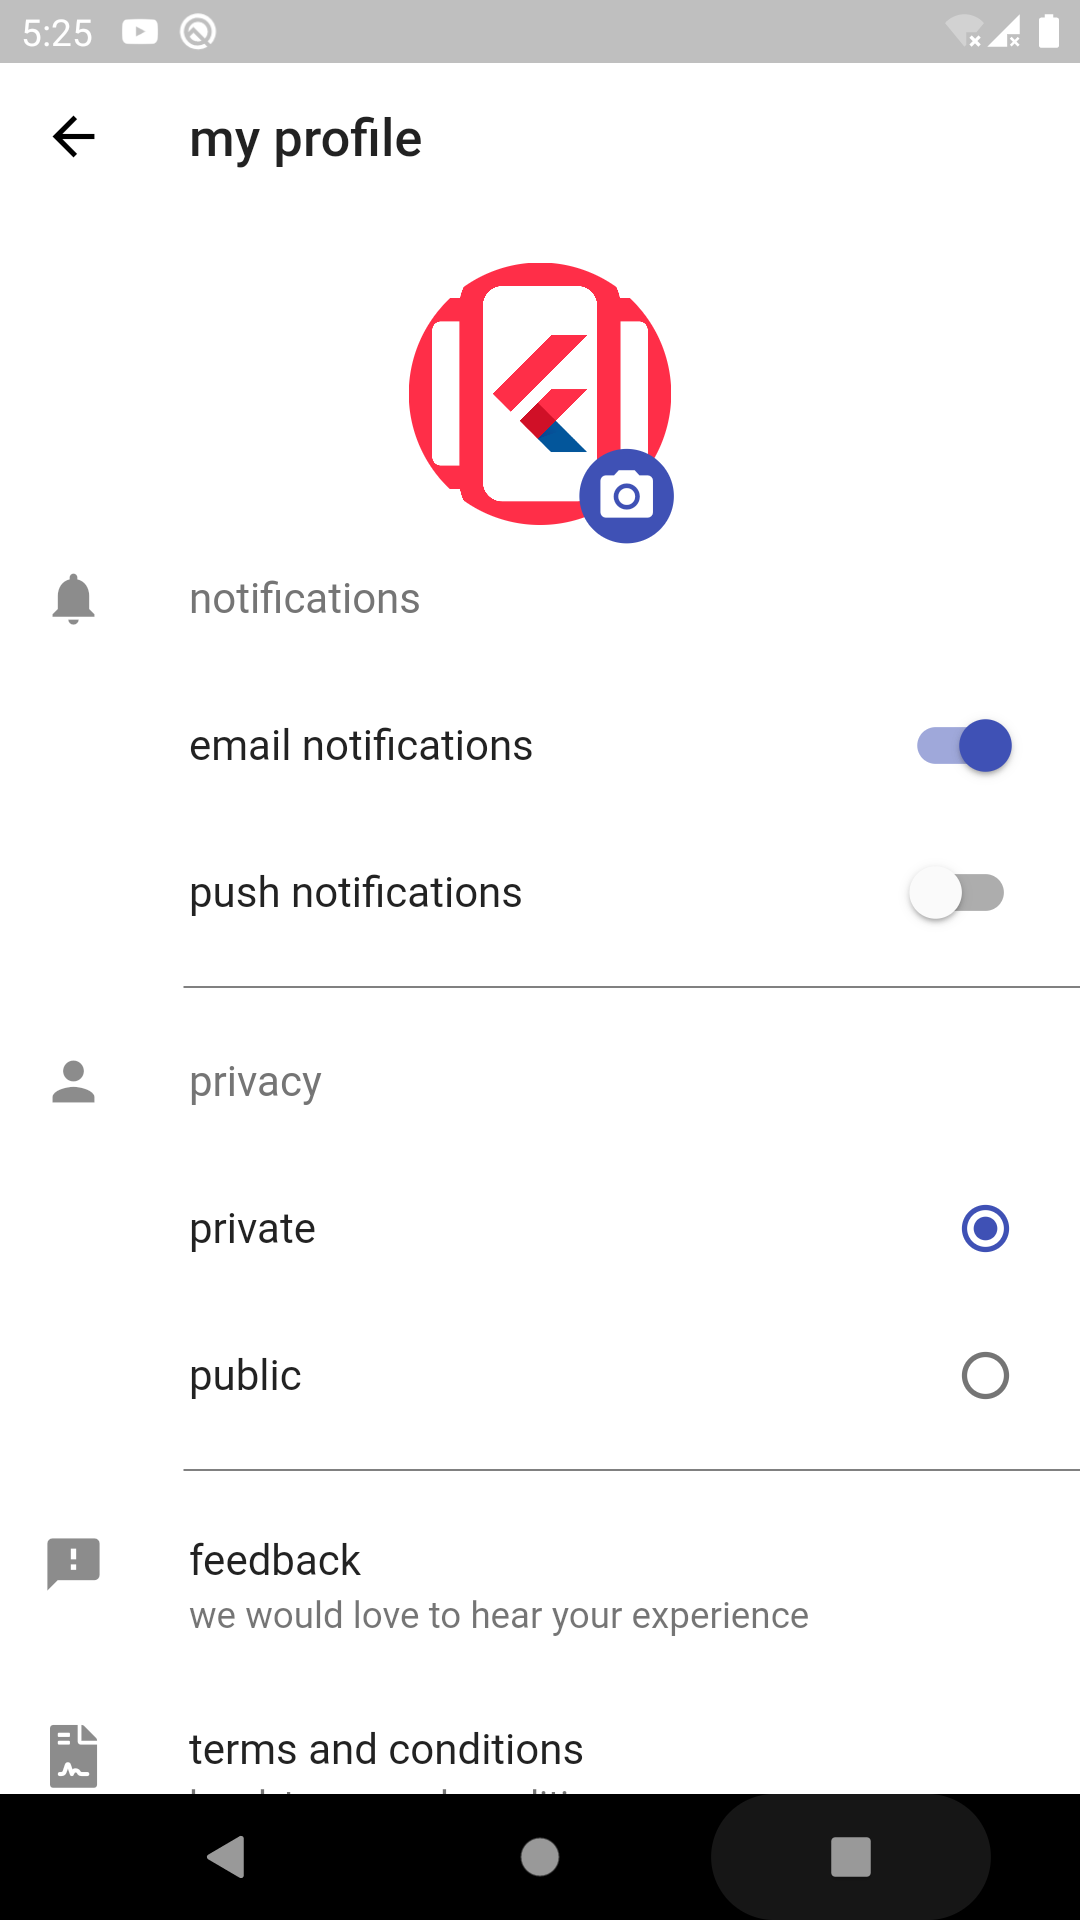 5:25
my profile
notifications
email notifications
push notifications
privacy
private
public
feedback
we would love to hear your experience
terms and conditions